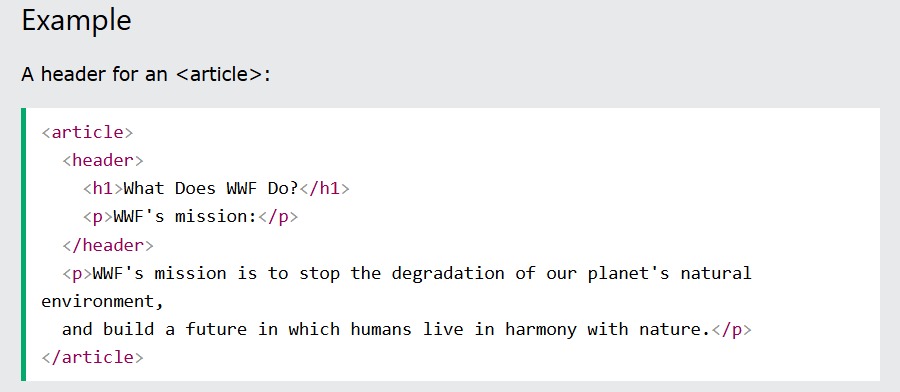 Example
A header for an <article>:
<article>
  <header>
    <h1>What Does WWF Do?</h1>
    <p>WWF's mission:</p>
  </header>
  <p>WWF's mission is to stop the degradation of our planet's natural
environment,
  and build a future in which humans live in harmony with nature.</p>
</article>